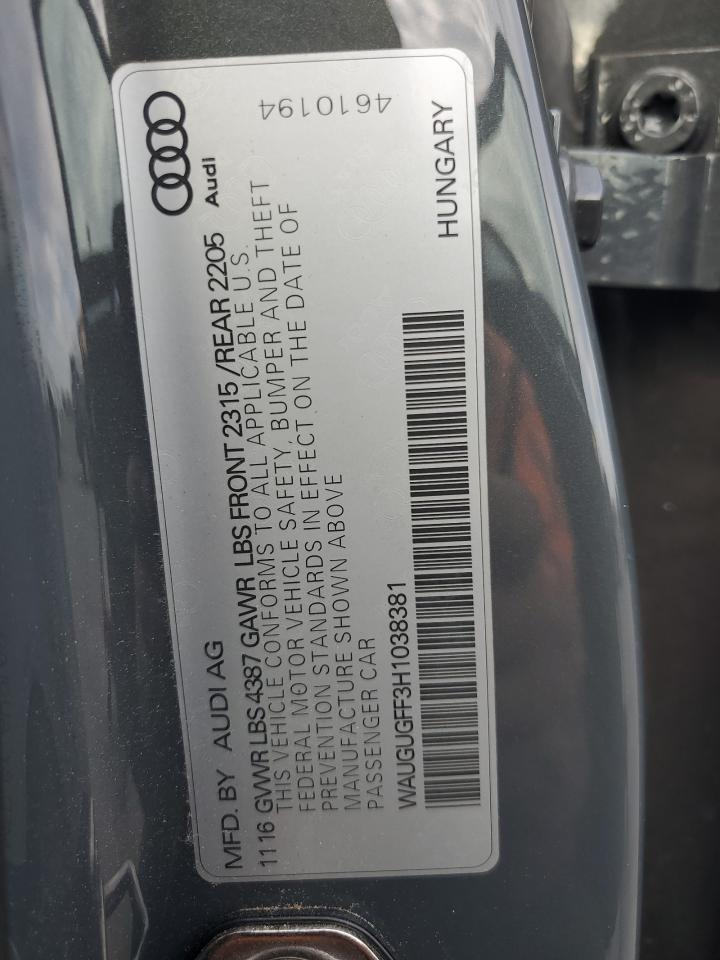 MFD. BY AUDI AG
Audi
11 16 GVWR LBS 4387 GAWR LBS FRONT 2315 / REAR 2205
THIS VEHICLE CONFORMS TO ALL APPLICABLE U.S.
FEDERAL MOTOR VEHICLE SAFETY, BUMPER AND THEFT
PREVENTION STANDARDS IN EFFECT ON THE DATE OF
MANUFACTURE SHOWN ABOVE
PASSENGER CAR
4610194
WAUGUGFF3H1038381
HUNGARY